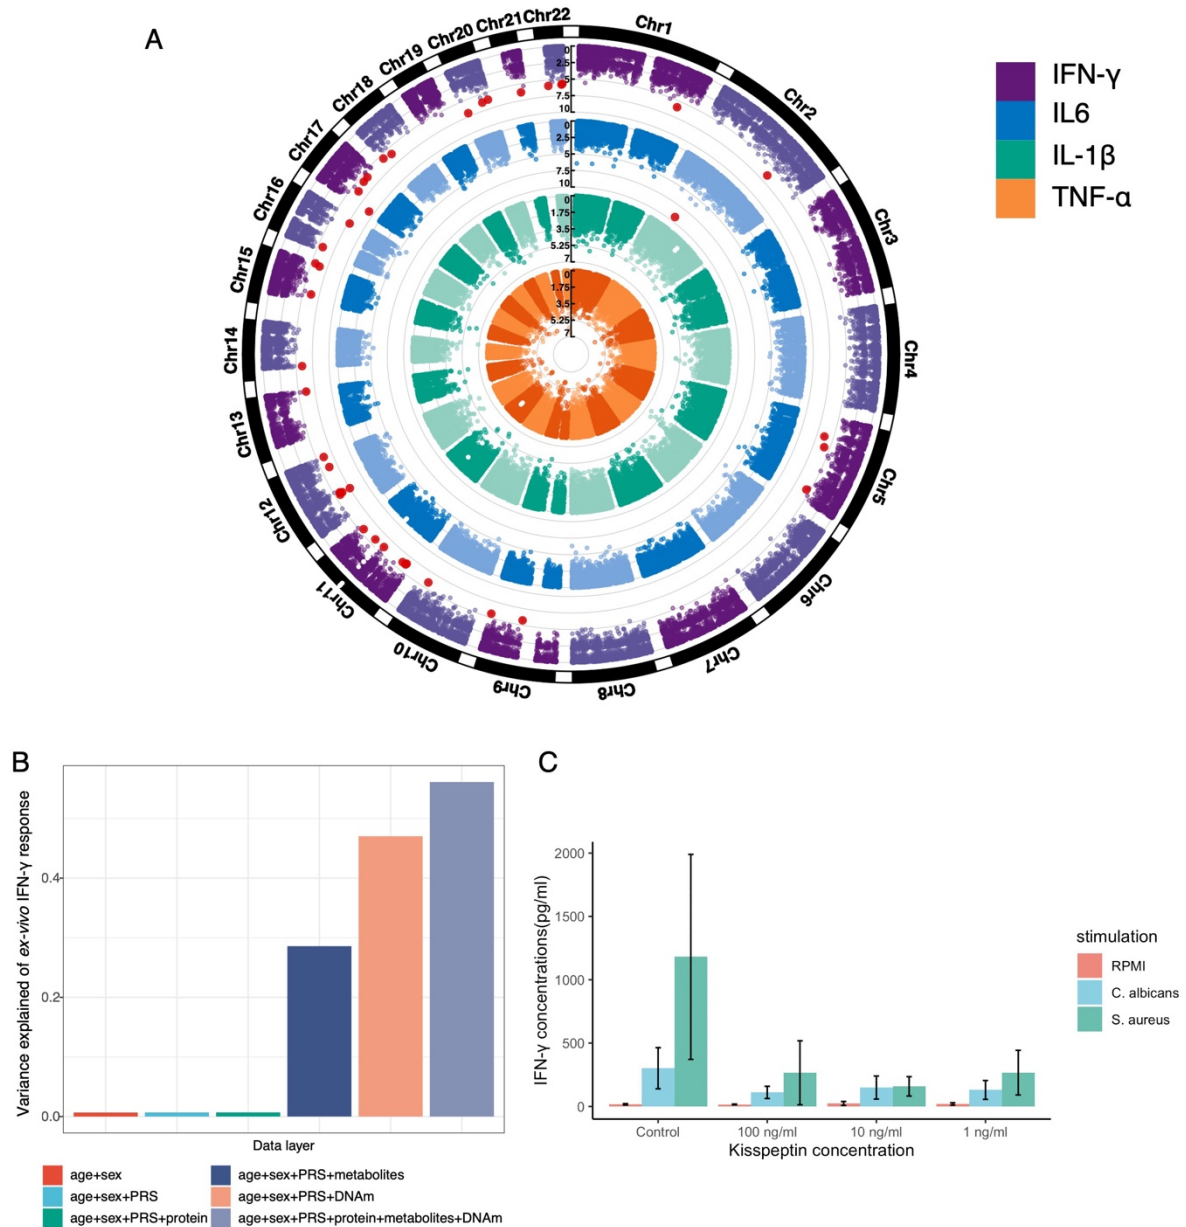 A
Chr1
Chr2
Chr3
Chr4
Chr5
Chr6
Chr7
Chr8
Chr9
Chr10
Chr11
Chr12
Chr13
Chr14
Chr15
Chr16
Chr17
Chr18
Chr19
Chr20
Chr21
Chr22
0
2.5
5
7.5
10
0
2.5
5
7.5
10
0
1.75
3.5
5.25
7
0
1.75
3.5
5.25
7
IFN-γ
IL6
IL-1β
TNF-α
B
Variance explained of ex-vivo IFN-γ response
0.4
0.2
0.0
Data layer
age+sex
age+sex+PRS
age+sex+PRS+protein
age+sex+PRS+metabolites
age+sex+PRS+DNAm
age+sex+PRS+protein+metabolites+DNAm
C
IFN-γ concentrations(pg/ml)
2000
1500
1000
500
0
Control
100 ng/ml
10 ng/ml
1 ng/ml
Kisspeptin concentration
stimulation
RPMI
C. albicans
S. aureus